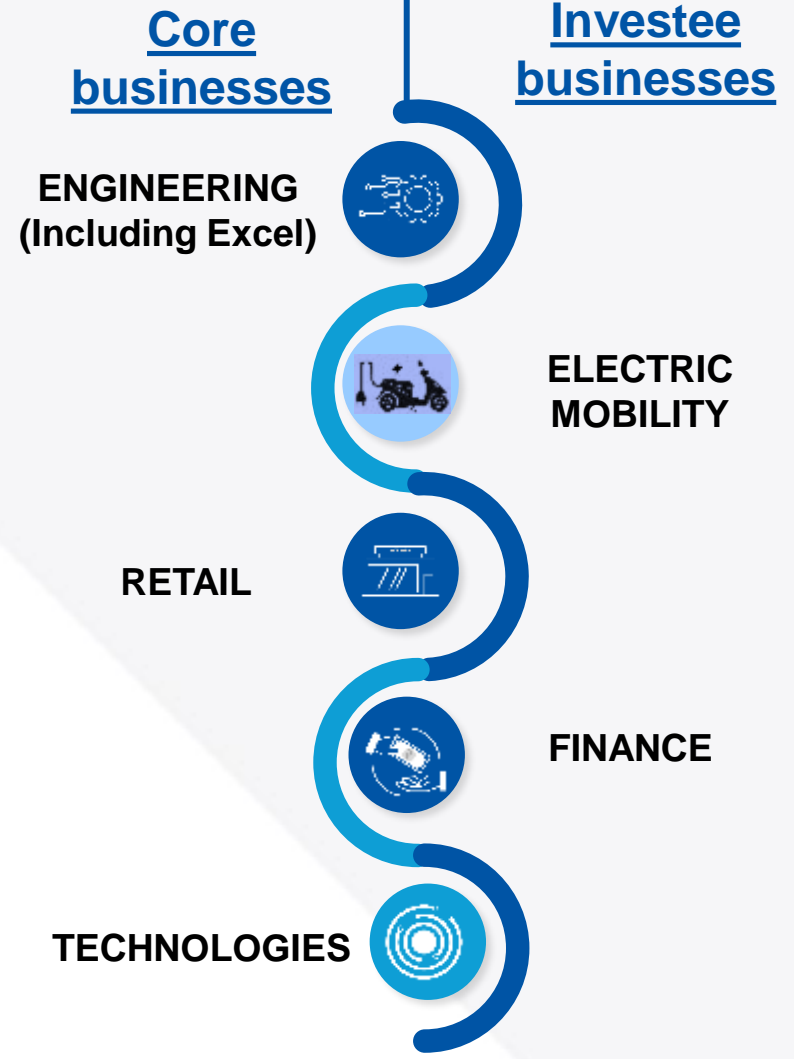 Core
businesses
Investee
businesses
ENGINEERING
(Including Excel)
ELECTRIC
MOBILITY
RETAIL
FINANCE
TECHNOLOGIES